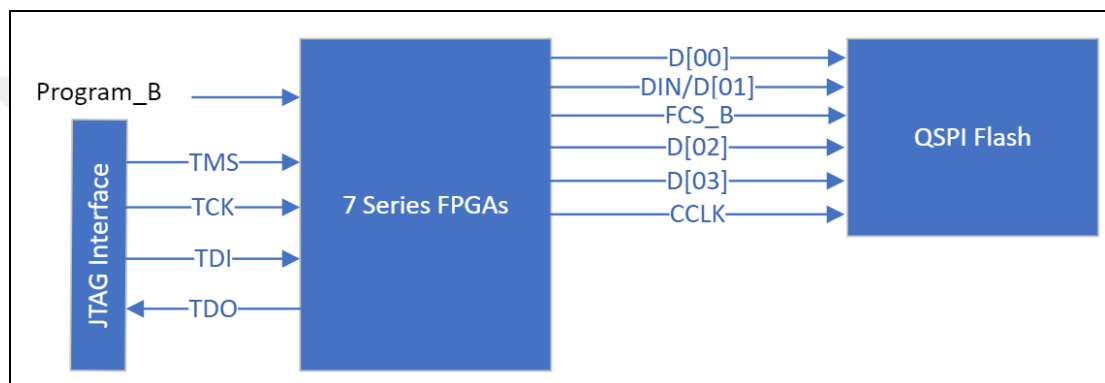 Program_B
JTAG Interface
TMS
TCK
TDI
TDO
7 Series FPGAs
D[00]
DIN/D[01]
FCS_B
D[02]
D[03]
CCLK
QSPI Flash